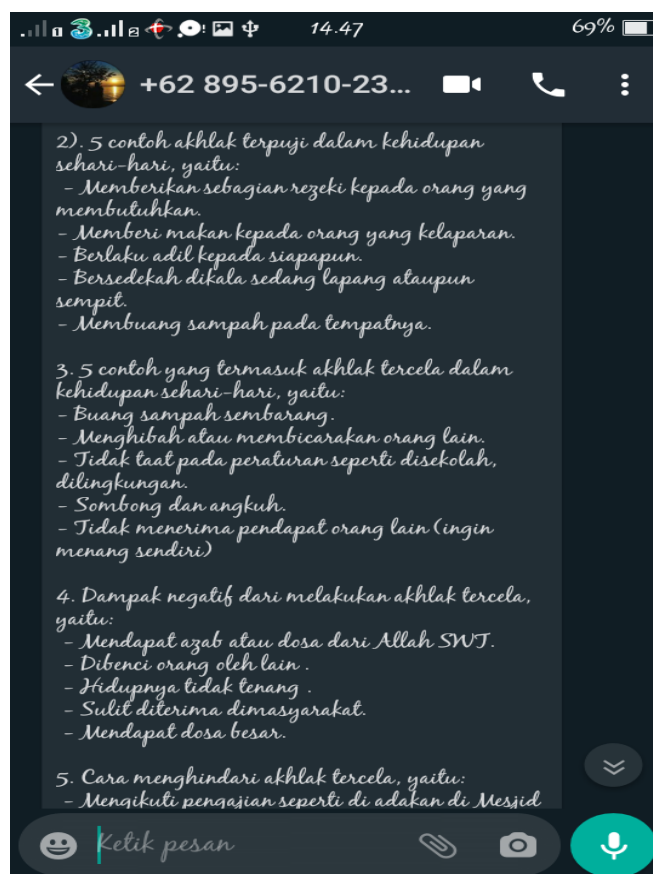 14.47
69%
+62 895-6210-23...
2). 5 contoh akhlak terpuji dalam kehidupan
sehari-hari, yaitu:
- Memberikan sebagian rezeki kepada orang yang
membutuhkan.
- Memberi makan kepada orang yang kelaparan.
- Berlaku adil kepada siapapun.
- Bersedekah dikala sedang lapang ataupun
sempit.
- Membuang sampah pada tempatnya.
3. 5 contoh yang termasuk akhlak tercela dalam
kehidupan sehari-hari, yaitu:
- Buang sampah sembarang.
- Menghibah atau membicarakan orang lain.
- Tidak taat pada peraturan seperti disekolah,
dilingkungan.
- Sombong dan angkuh.
- Tidak menerima pendapat orang lain (ingin
menang sendiri)
4. Dampak negatif dari melakukan akhlak tercela,
yaitu:
- Mendapat azab atau dosa dari Allah SWT.
- Dibenci orang oleh lain .
- Hidupnya tidak tenang .
- Sulit diterima dimasyarakat.
- Mendapat dosa besar.
5. Cara menghindari akhlak tercela, yaitu:
- Mengikuti pengajian seperti di adakan di Mesjid
Ketik pesan